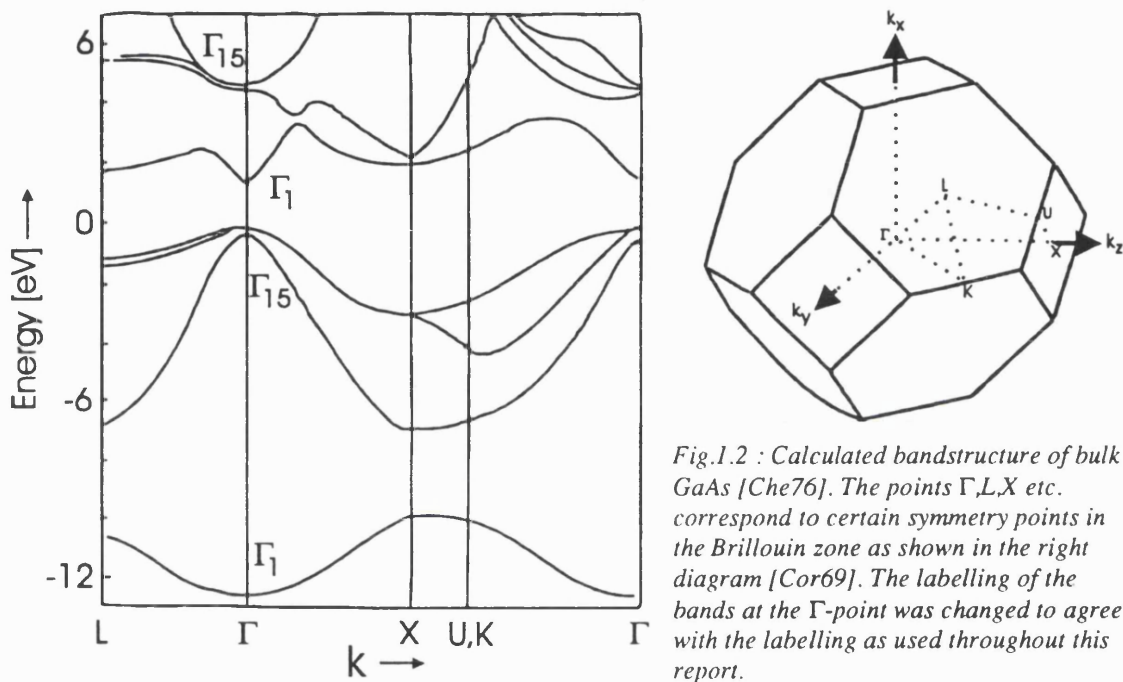 6
0
-6
-12
Energy [eV]
Γ15
Γ1
Γ15
Γ1
L Γ X U,K Γ
k
kx
L
U
Γ
X
kz
K
ky
Fig.1.2 : Calculated bandstructure of bulk
GaAs [Che76]. The points Γ,L,X etc.
correspond to certain symmetry points in
the Brillouin zone as shown in the right
diagram [Cor69]. The labelling of the
bands at the Γ-point was changed to agree
with the labelling as used throughout this
report.